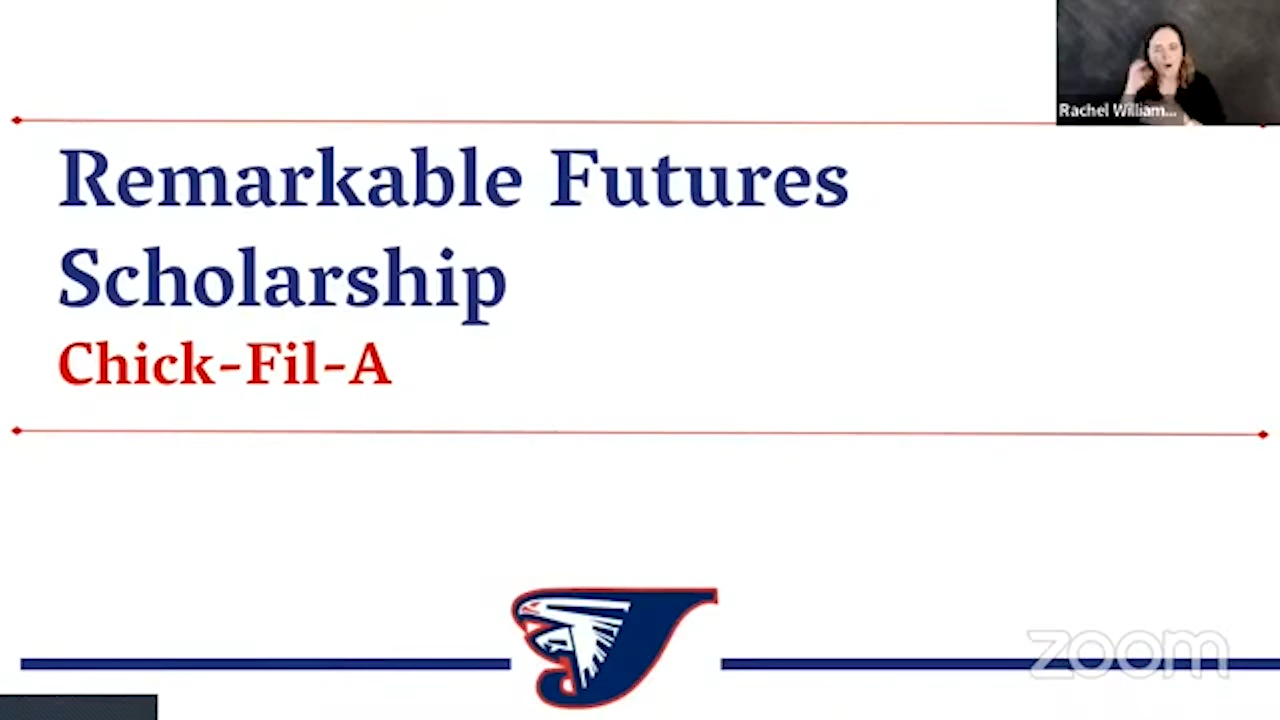 Rachel William...
Remarkable Futures
Scholarship
Chick-Fil-A
zoom